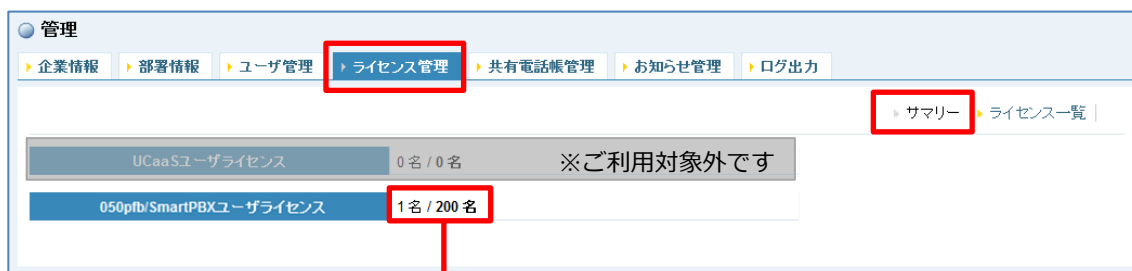 管理
企業情報 部署情報 ユーザ管理 ライセンス管理 共有電話帳管理 お知らせ管理 ログ出力
サマリー ライセンス一覧
UCaaSユーザライセンス 0名 / 0名 ※ご利用対象外です
050pfb/SmartPBXユーザライセンス 1名 / 200名